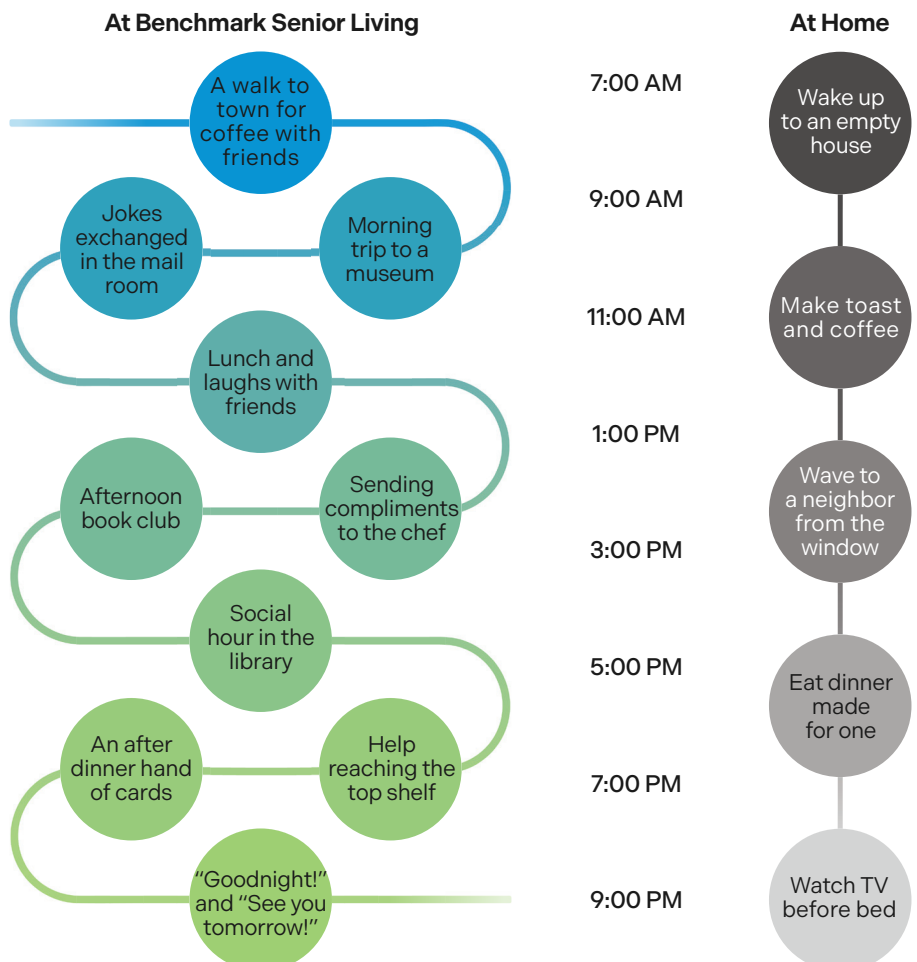 At Benchmark Senior Living
A walk to
town for
coffee with
friends
Morning
trip to a
museum
Jokes
exchanged
in the mail
room
Lunch and
laughs with
friends
Sending
compliments
to the chef
Afternoon
book club
Social
hour in the
library
Help
reaching the
top shelf
An after
dinner hand
of cards
“Goodnight!”
and “See you
tomorrow!”
7:00 AM
9:00 AM
11:00 AM
1:00 PM
3:00 PM
5:00 PM
7:00 PM
9:00 PM
At Home
Wake up
to an empty
house
Make toast
and coffee
Wave to
a neighbor
from the
window
Eat dinner
made
for one
Watch TV
before bed